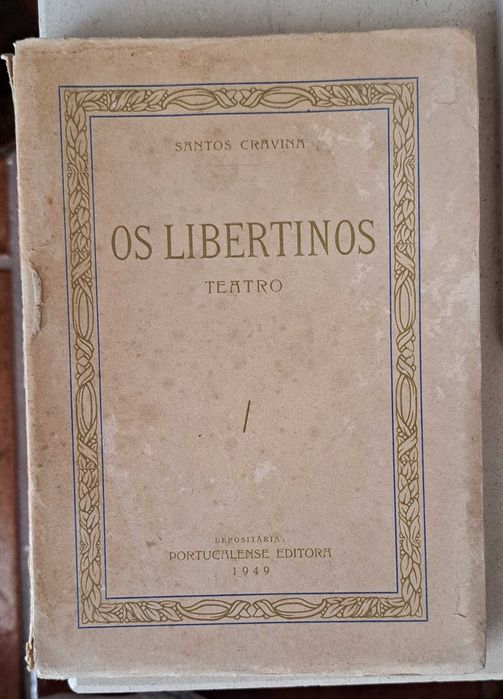 SANTOS CRAVINA
OS LIBERTINOS
TEATRO
/
DEPOSITÁRIA:
PORTUCALENSE EDITORA
1949